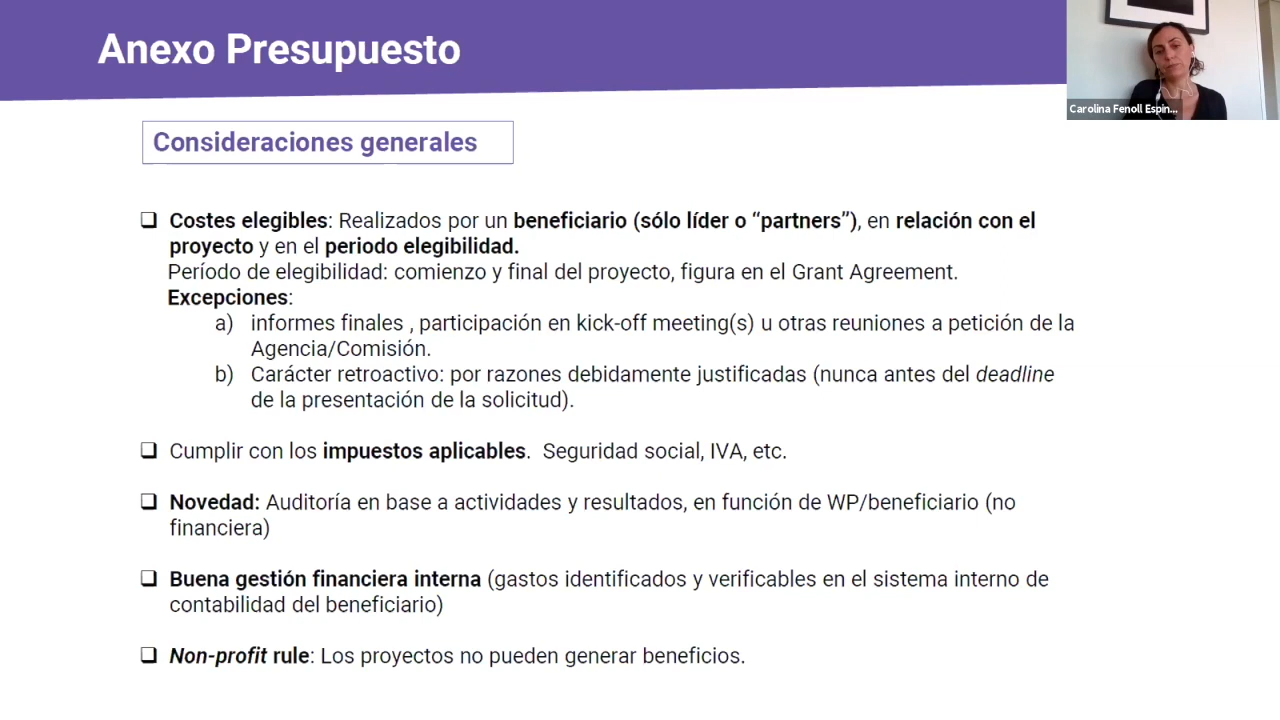 Anexo Presupuesto
Carolina Fenoll Espin...
Consideraciones generales
❑ Costes elegibles: Realizados por un beneficiario (sólo líder o “partners”), en relación con el
proyecto y en el periodo elegibilidad.
Período de elegibilidad: comienzo y final del proyecto, figura en el Grant Agreement.
Excepciones:
a) informes finales , participación en kick-off meeting(s) u otras reuniones a petición de la
Agencia/Comisión.
b) Carácter retroactivo: por razones debidamente justificadas (nunca antes del deadline
de la presentación de la solicitud).
❑ Cumplir con los impuestos aplicables. Seguridad social, IVA, etc.
❑ Novedad: Auditoría en base a actividades y resultados, en función de WP/beneficiario (no
financiera)
❑ Buena gestión financiera interna (gastos identificados y verificables en el sistema interno de
contabilidad del beneficiario)
❑ Non-profit rule: Los proyectos no pueden generar beneficios.